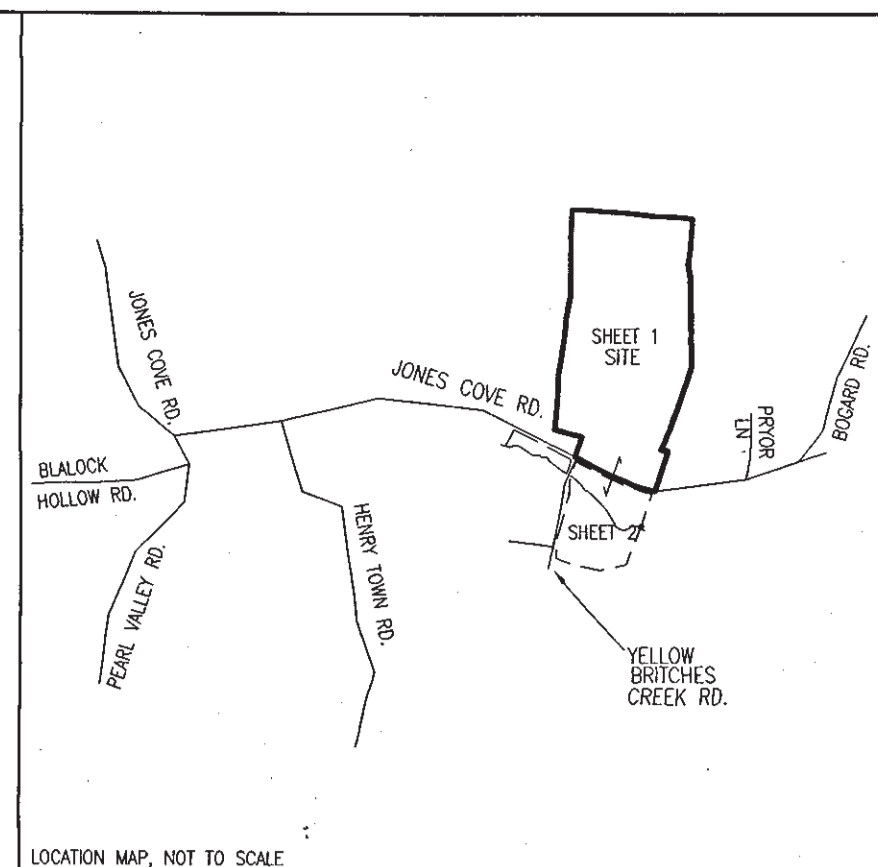 JONES COVE RD.
SHEET 1
SITE
JONES COVE RD.
BOGARD RD.
PRYOR
LN
BLALOCK
HOLLOW RD.
HENRY TOWN RD.
SHEET 2
PEARL VALLEY RD.
YELLOW
BRITCHES
CREEK RD.
LOCATION MAP, NOT TO SCALE